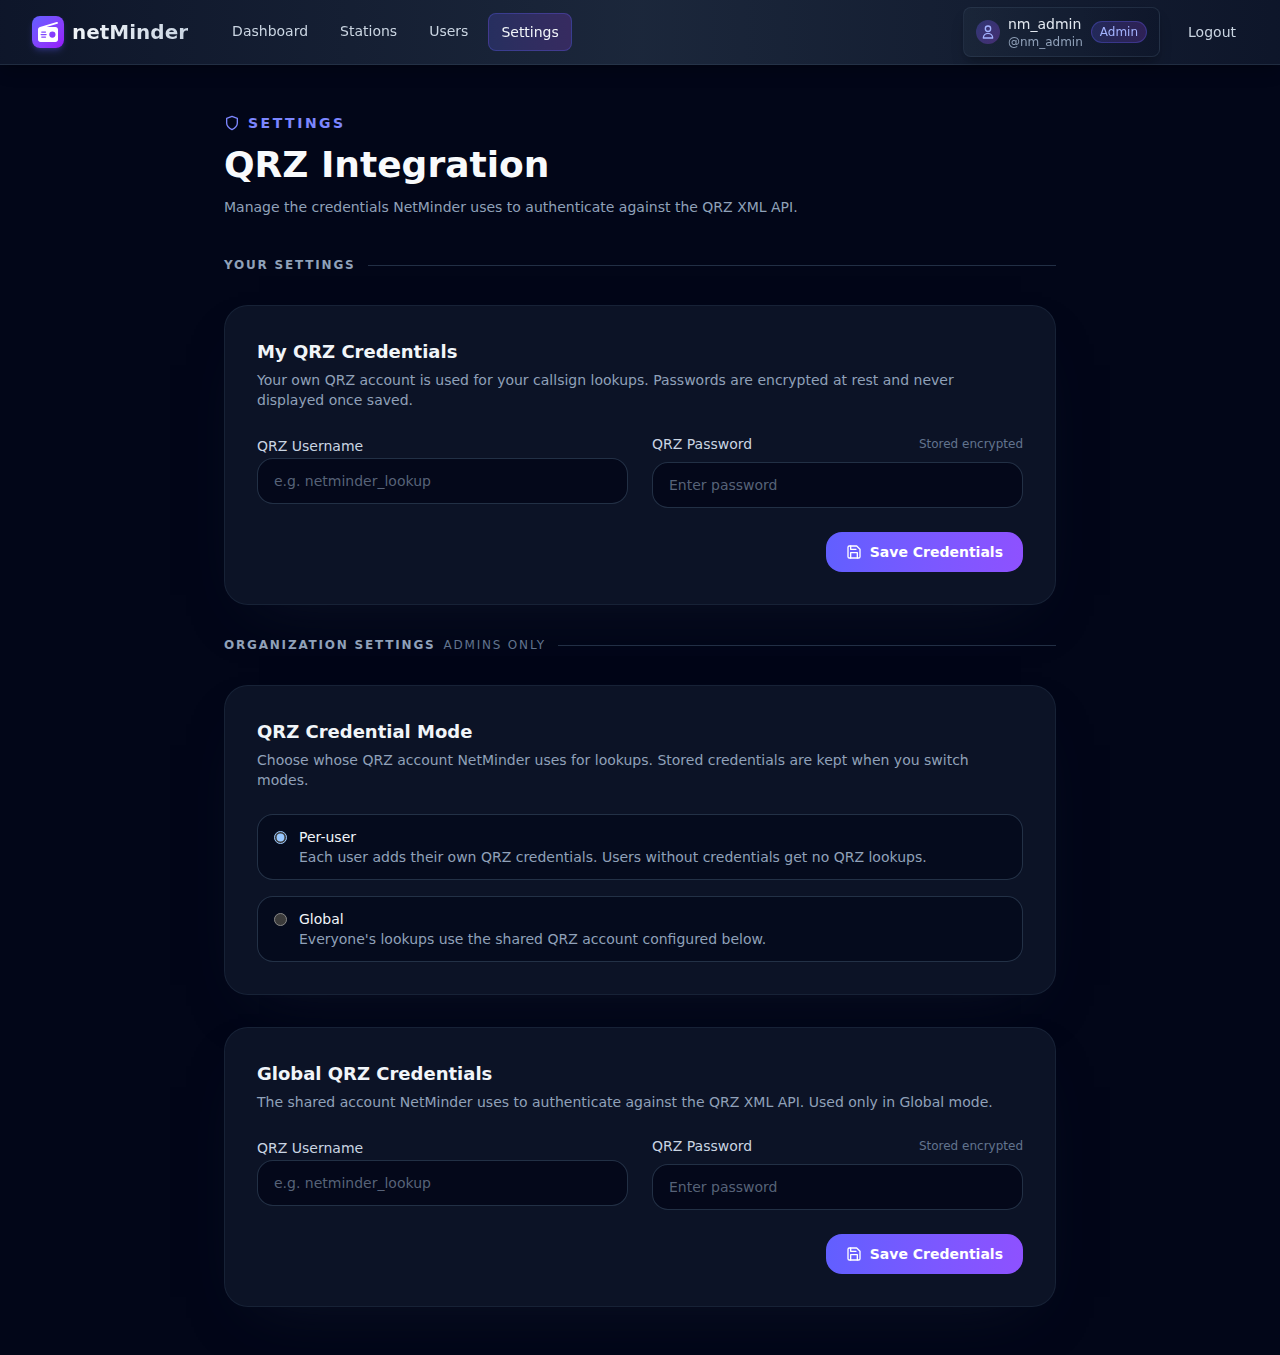 netMinder
Dashboard
Stations
Users
Settings
nm_admin
@nm_admin
Admin
Logout
SETTINGS
QRZ Integration
Manage the credentials NetMinder uses to authenticate against the QRZ XML API.
YOUR SETTINGS
My QRZ Credentials
Your own QRZ account is used for your callsign lookups. Passwords are encrypted at rest and never
displayed once saved.
QRZ Username
e.g. netminder_lookup
QRZ Password
Stored encrypted
Enter password
Save Credentials
ORGANIZATION SETTINGS ADMINS ONLY
QRZ Credential Mode
Choose whose QRZ account NetMinder uses for lookups. Stored credentials are kept when you switch
modes.
Per-user
Each user adds their own QRZ credentials. Users without credentials get no QRZ lookups.
Global
Everyone's lookups use the shared QRZ account configured below.
Global QRZ Credentials
The shared account NetMinder uses to authenticate against the QRZ XML API. Used only in Global mode.
QRZ Username
e.g. netminder_lookup
QRZ Password
Stored encrypted
Enter password
Save Credentials